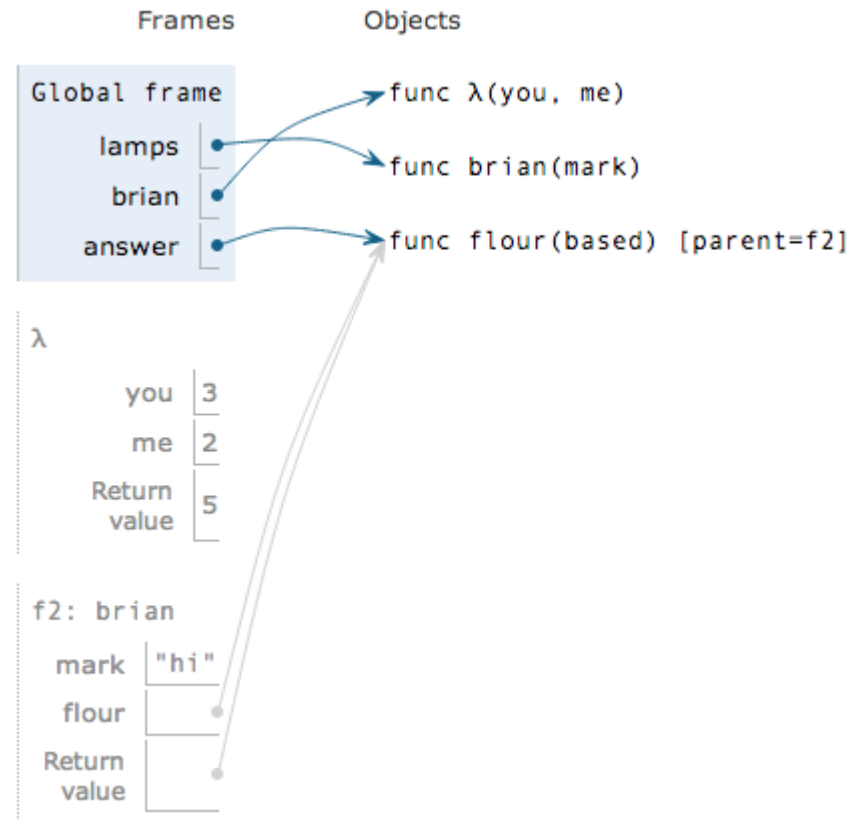 Frames Objects
Global frame func λ(you, me)
lamps
func brian(mark)
brian
answer func flour(based) [parent=f2]
λ
you 3
me 2
Return
value 5
f2: brian
mark "hi"
flour
Return
value